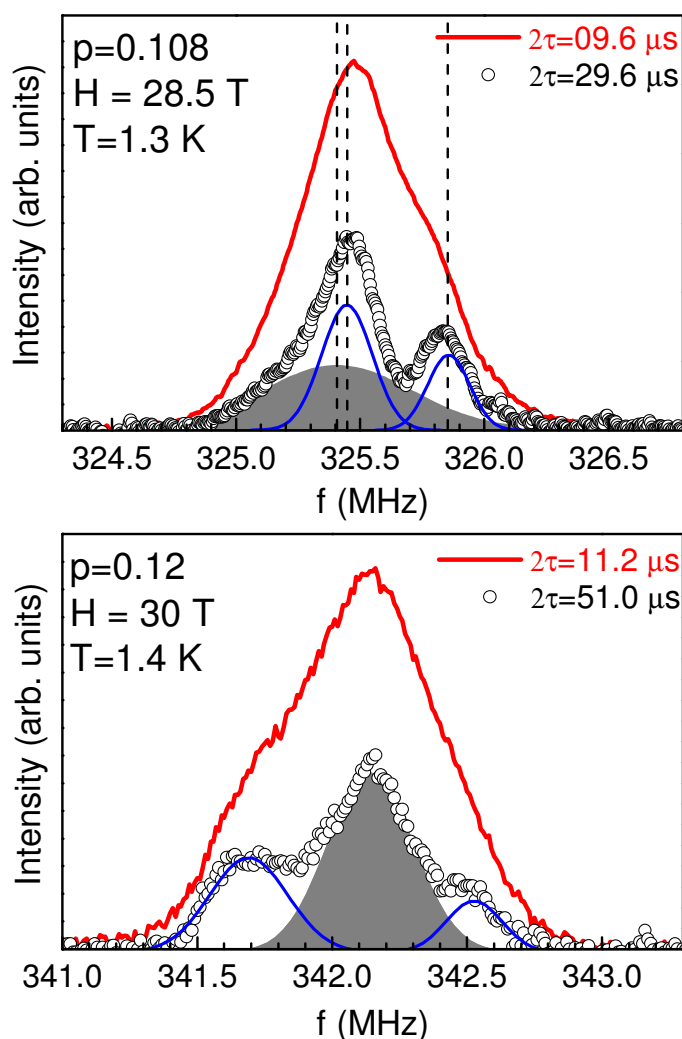 p=0.108
H = 28.5 T
T=1.3 K
2τ=09.6 μs
2τ=29.6 μs
Intensity (arb. units)
324.5 325.0 325.5 326.0 326.5
f (MHz)
p=0.12
H = 30 T
T=1.4 K
2τ=11.2 μs
2τ=51.0 μs
Intensity (arb. units)
341.0 341.5 342.0 342.5 343.0
f (MHz)